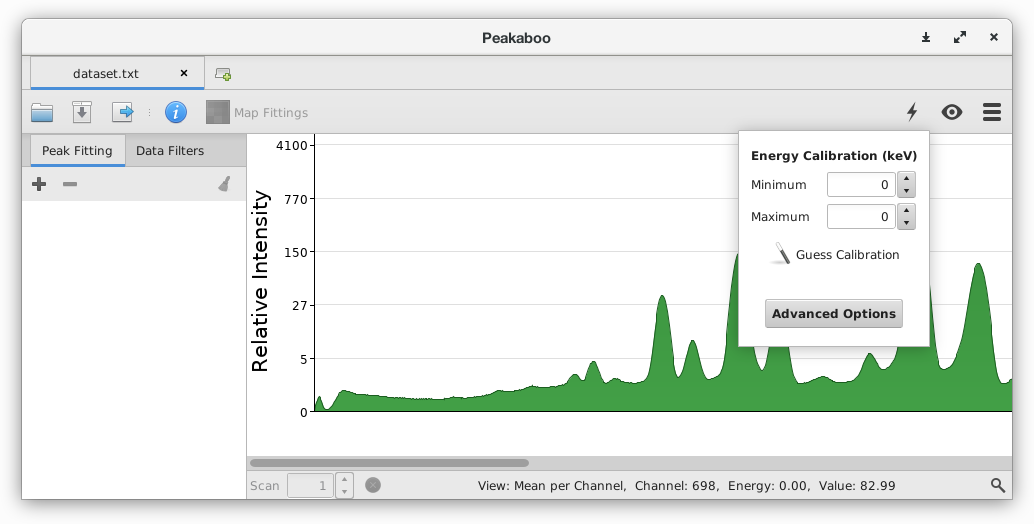 Peakaboo
dataset.txt
Map Fittings
Peak Fitting Data Filters
Energy Calibration (keV)
Minimum 0
Maximum 0
Guess Calibration
Advanced Options
Relative Intensity
4100
770
150
27
5
0
Scan 1
View: Mean per Channel, Channel: 698, Energy: 0.00, Value: 82.99